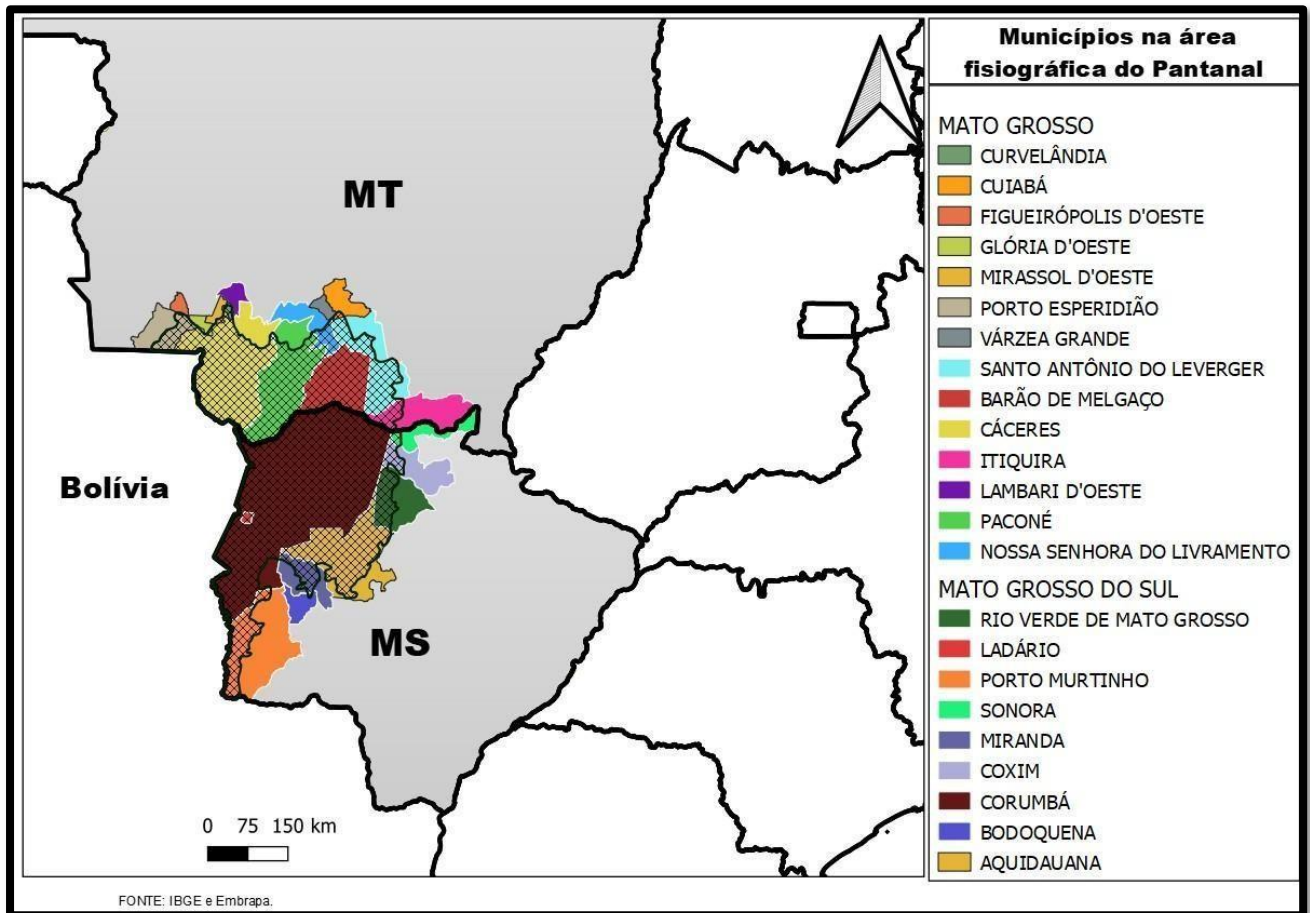 Municípios na área
fisiográfica do Pantanal
MATO GROSSO
CURVELÂNDIA
CUIABÁ
FIGUEIRÓPOLIS D'OESTE
GLÓRIA D'OESTE
MIRASSOL D'OESTE
PORTO ESPERIDIÃO
VÁRZEA GRANDE
SANTO ANTÔNIO DO LEVERGER
BARÃO DE MELGAÇO
CÁCERES
ITIQUIRA
LAMBARI D'OESTE
PACONÉ
NOSSA SENHORA DO LIVRAMENTO
MATO GROSSO DO SUL
RIO VERDE DE MATO GROSSO
LADÁRIO
PORTO MURTINHO
SONORA
MIRANDA
COXIM
CORUMBÁ
BODOQUENA
AQUIDAUANA
MT
Bolívia
MS
0 75 150 km
FONTE: IBGE e Embrapa.